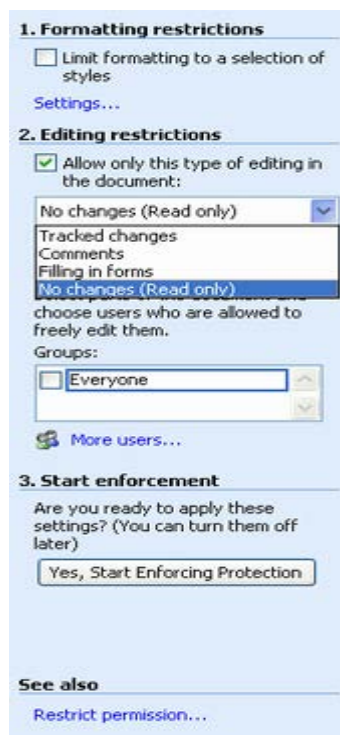 1. Formatting restrictions
Limit formatting to a selection of
styles
Settings...
2. Editing restrictions
Allow only this type of editing in
the document:
No changes (Read only)
Tracked changes
Comments
Filling in forms
No changes (Read only)
choose users who are allowed to
freely edit them.
Groups:
Everyone
More users...
3. Start enforcement
Are you ready to apply these
settings? (You can turn them off
later)
Yes, Start Enforcing Protection
See also
Restrict permission...